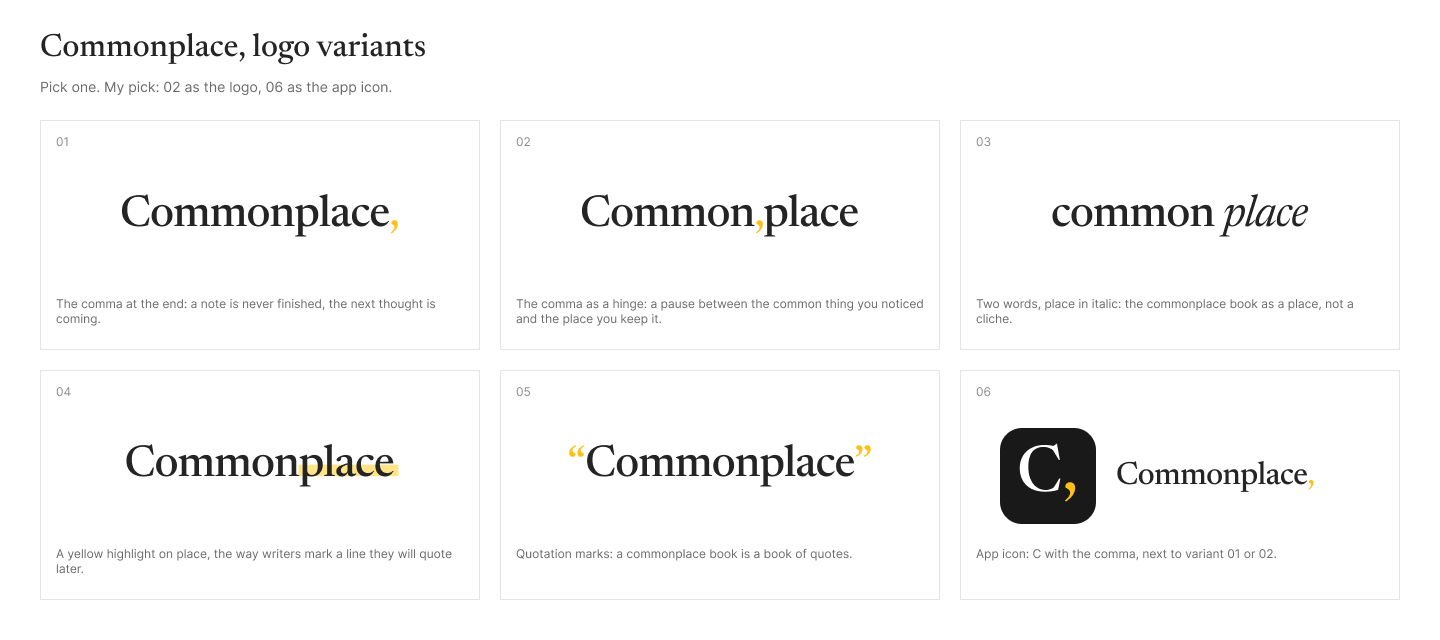 Commonplace, logo variants
Pick one. My pick: 02 as the logo, 06 as the app icon.
01
Commonplace,
The comma at the end: a note is never finished, the next thought is
coming.
02
Common,place
The comma as a hinge: a pause between the common thing you noticed
and the place you keep it.
03
common place
Two words, place in italic: the commonplace book as a place, not a
cliche.
04
Commonplace
A yellow highlight on place, the way writers mark a line they will quote
later.
05
“Commonplace”
Quotation marks: a commonplace book is a book of quotes.
06
C,
Commonplace,
App icon: C with the comma, next to variant 01 or 02.